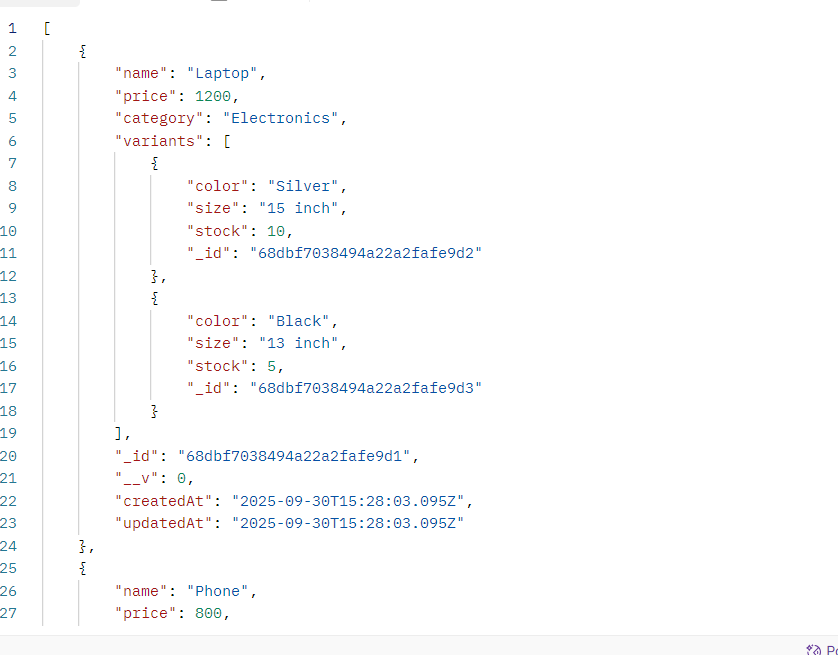 1 [
2     {
3         "name": "Laptop",
4         "price": 1200,
5         "category": "Electronics",
6         "variants": [
7             {
8                 "color": "Silver",
9                 "size": "15 inch",
10                 "stock": 10,
11                 "_id": "68dbf7038494a22a2fafe9d2"
12             },
13             {
14                 "color": "Black",
15                 "size": "13 inch",
16                 "stock": 5,
17                 "_id": "68dbf7038494a22a2fafe9d3"
18             }
19         ],
20         "_id": "68dbf7038494a22a2fafe9d1",
21         "__v": 0,
22         "createdAt": "2025-09-30T15:28:03.095Z",
23         "updatedAt": "2025-09-30T15:28:03.095Z"
24     },
25     {
26         "name": "Phone",
27         "price": 800,